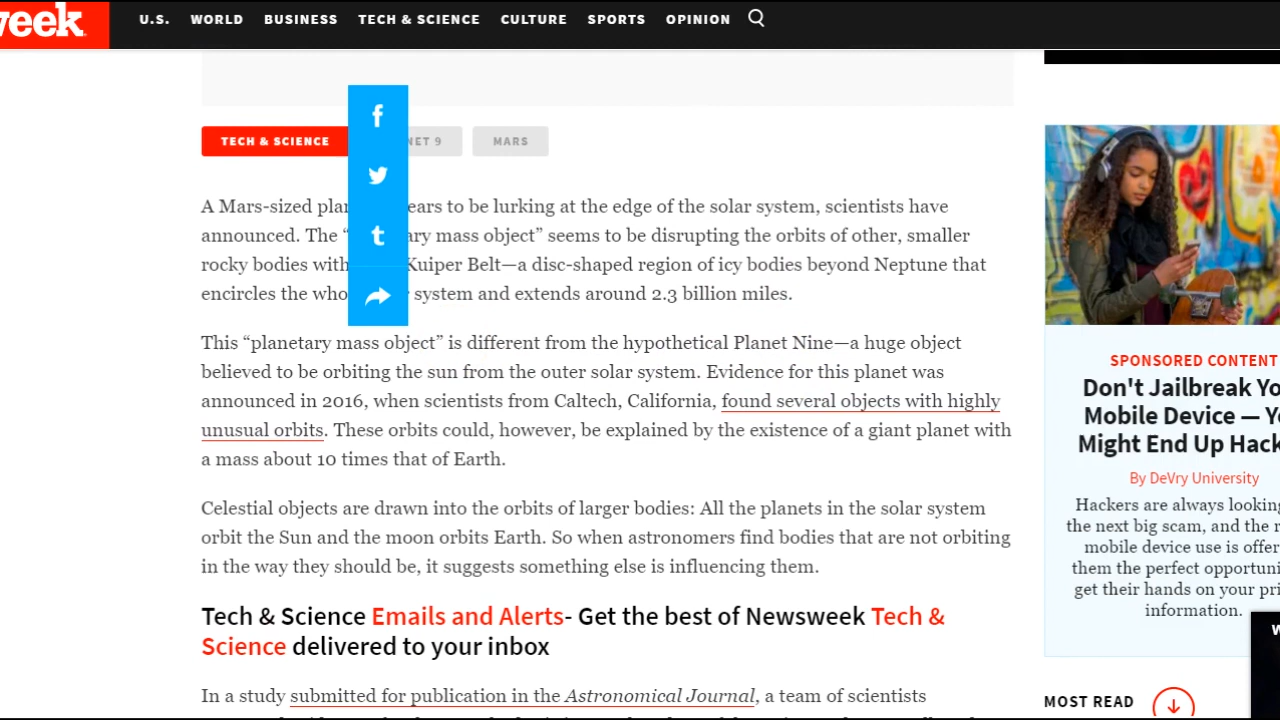 week
U.S. WORLD BUSINESS TECH & SCIENCE CULTURE SPORTS OPINION
TECH & SCIENCE NET 9 MARS
A Mars-sized plan ears to be lurking at the edge of the solar system, scientists have
announced. The “ ary mass object” seems to be disrupting the orbits of other, smaller
rocky bodies with Kuiper Belt—a disc-shaped region of icy bodies beyond Neptune that
encircles the who system and extends around 2.3 billion miles.
This “planetary mass object” is different from the hypothetical Planet Nine—a huge object
believed to be orbiting the sun from the outer solar system. Evidence for this planet was
announced in 2016, when scientists from Caltech, California, found several objects with highly
unusual orbits. These orbits could, however, be explained by the existence of a giant planet with
a mass about 10 times that of Earth.
Celestial objects are drawn into the orbits of larger bodies: All the planets in the solar system
orbit the Sun and the moon orbits Earth. So when astronomers find bodies that are not orbiting
in the way they should be, it suggests something else is influencing them.
Tech & Science Emails and Alerts- Get the best of Newsweek Tech &
Science delivered to your inbox
In a study submitted for publication in the Astronomical Journal, a team of scientists
SPONSORED CONTENT
Don't Jailbreak Yo
Mobile Device — Y
Might End Up Hack
By DeVry University
Hackers are always looking
the next big scam, and the r
mobile device use is offer
them the perfect opportuni
get their hands on your pri
information.
MOST READ